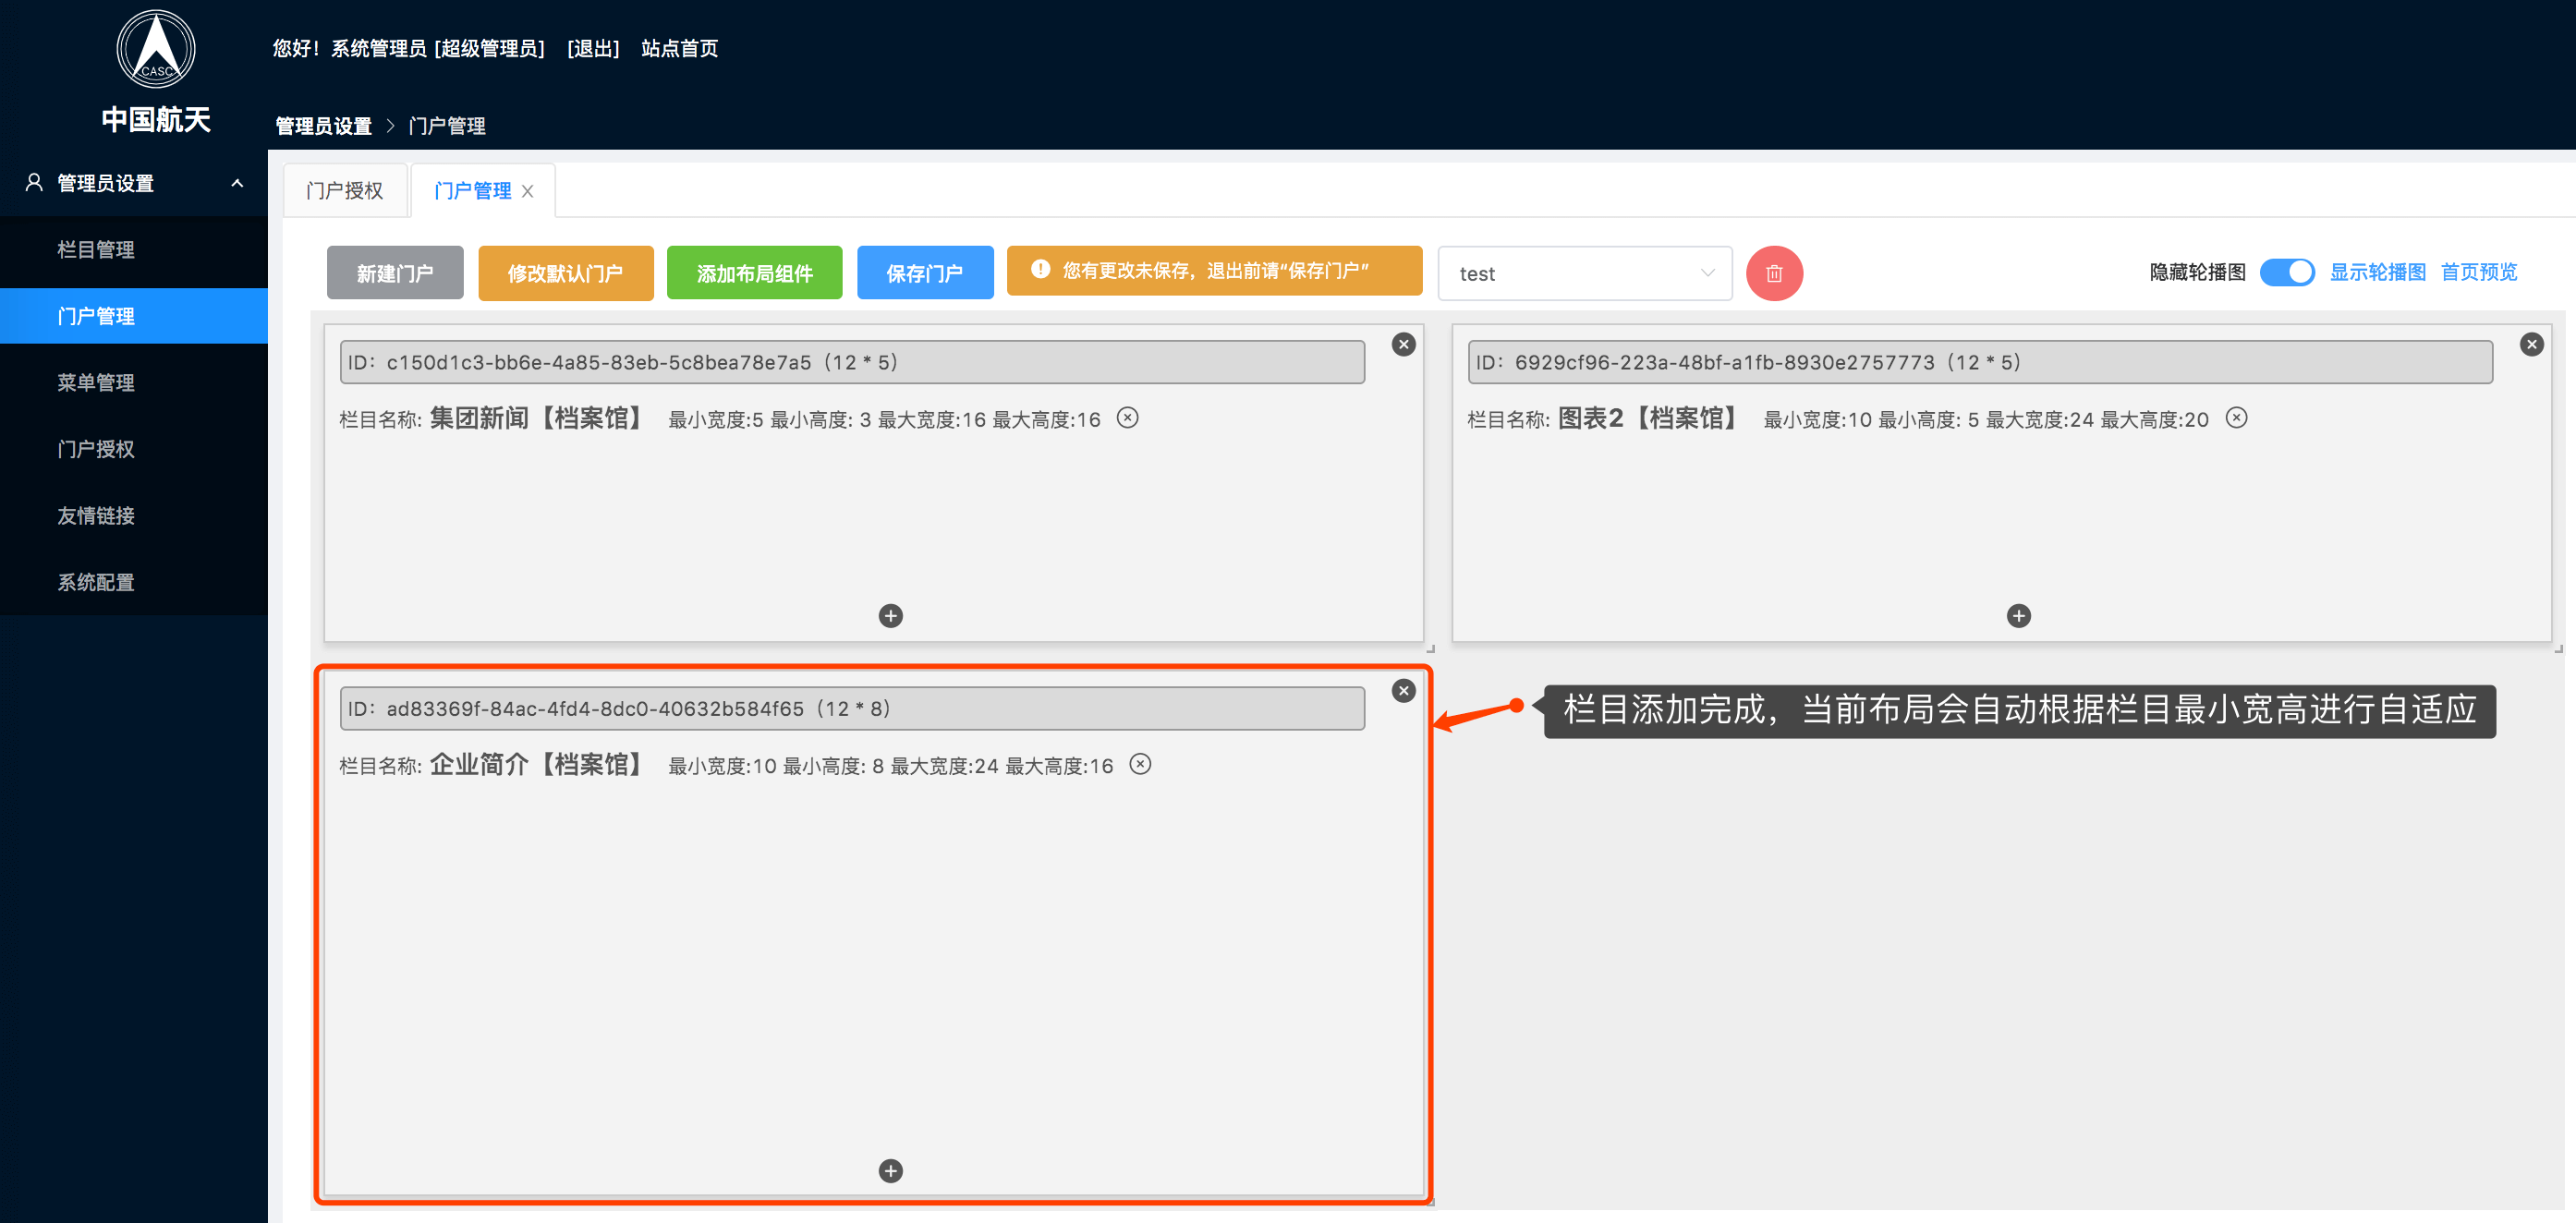 CASC
中国航天
您好！系统管理员 [超级管理员] [退出] 站点首页
管理员设置 > 门户管理
管理员设置
栏目管理
门户管理
菜单管理
门户授权
友情链接
系统配置
门户授权 门户管理
新建门户 修改默认门户 添加布局组件 保存门户 您有更改未保存，退出前请“保存门户” test 隐藏轮播图 显示轮播图 首页预览
ID：c150d1c3-bb6e-4a85-83eb-5c8bea78e7a5（12 * 5）
栏目名称: 集团新闻【档案馆】 最小宽度:5 最小高度: 3 最大宽度:16 最大高度:16
ID：6929cf96-223a-48bf-a1fb-8930e2757773（12 * 5）
栏目名称: 图表2【档案馆】 最小宽度:10 最小高度: 5 最大宽度:24 最大高度:20
ID：ad83369f-84ac-4fd4-8dc0-40632b584f65（12 * 8）
栏目名称: 企业简介【档案馆】 最小宽度:10 最小高度: 8 最大宽度:24 最大高度:16
栏目添加完成，当前布局会自动根据栏目最小宽高进行自适应